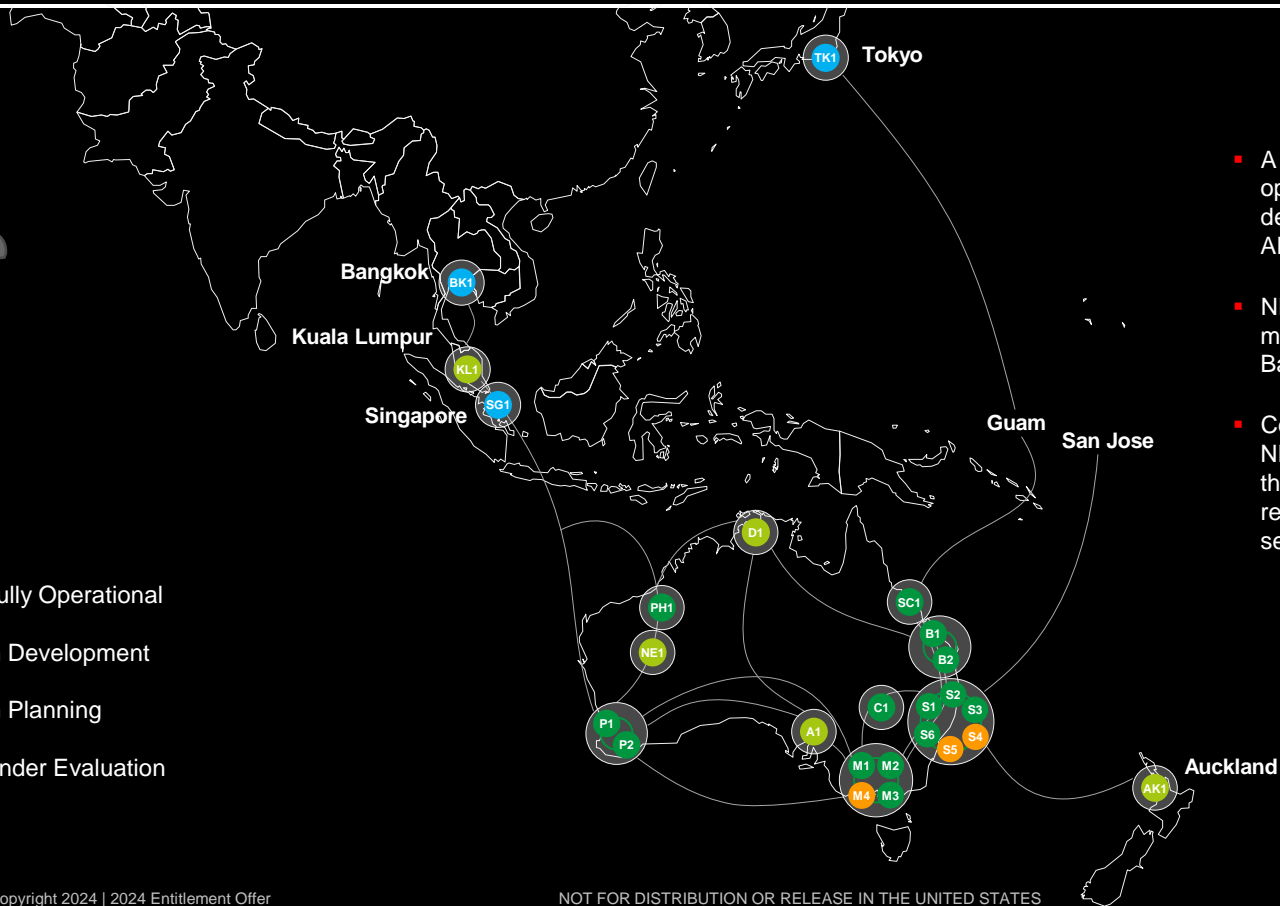 TK1
Tokyo
Bangkok
BK1
Kuala Lumpur
KL1
Singapore
SG1
Guam
San Jose
D1
PH1
SC1
NE1
B1
B2
P1
P2
A1
C1
S1
S2
S3
S6
S4
S5
M1
M2
M4
M3
AK1
Auckland
ully Operational
Development
Planning
nder Evaluation
A
op
de
N
m
Ba
Co
th
re
se
opyright 2024 | 2024 Entitlement Offer
NOT FOR DISTRIBUTION OR RELEASE IN THE UNITED STATES